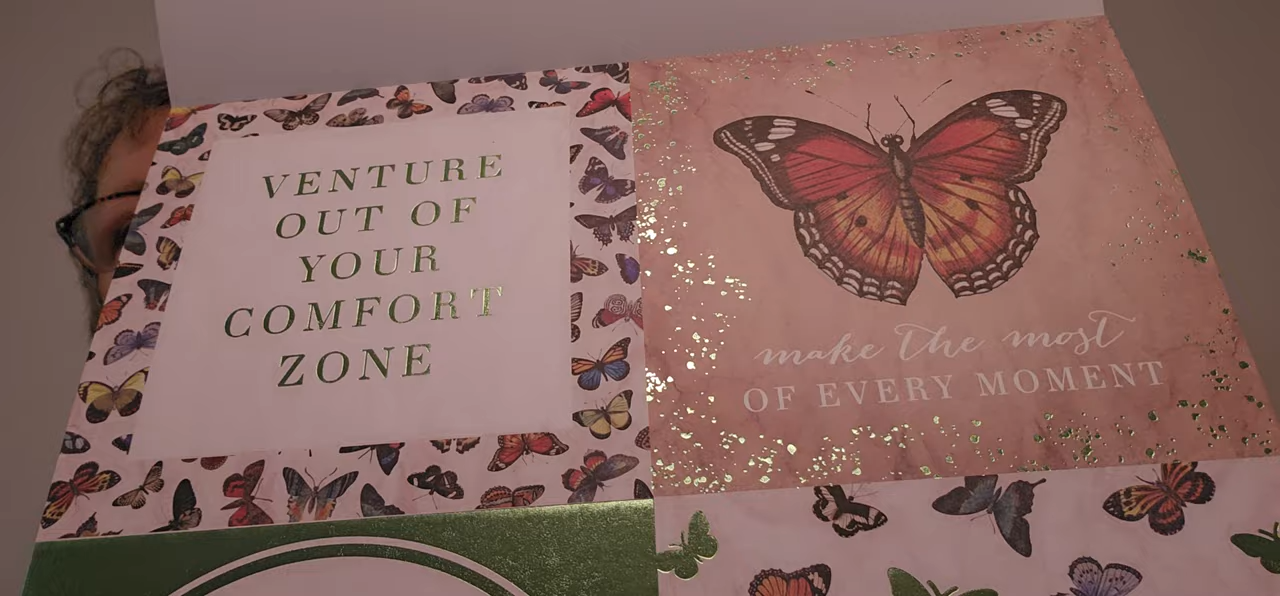 VENTURE
OUT OF
YOUR
COMFORT
ZONE
make the most
OF EVERY MOMENT